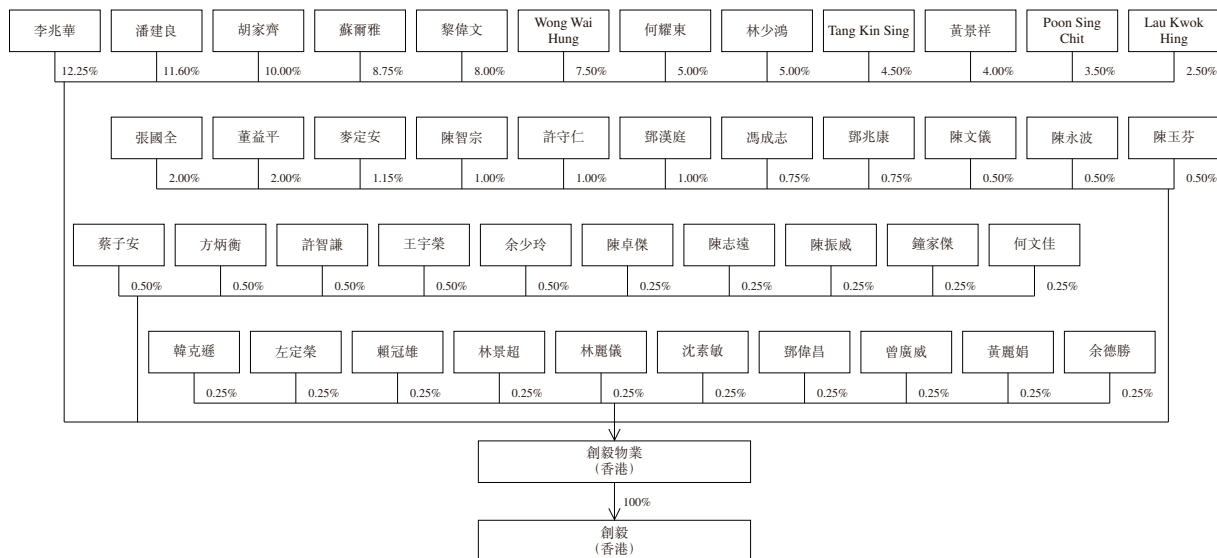 李兆華
潘建良
胡家齊
蘇爾雅
黎偉文
Wong Wai
Hung
何耀東
林少鴻
Tang Kin Sing
黃景祥
Poon Sing
Chit
Lau Kwok
Hing
12.25%
11.60%
10.00%
8.75%
8.00%
7.50%
5.00%
5.00%
4.50%
4.00%
3.50%
2.50%
張國全
董益平
麥定安
陳智宗
許守仁
鄧漢庭
馮成志
鄧兆康
陳文儀
陳永波
陳玉芬
2.00%
2.00%
1.15%
1.00%
1.00%
1.00%
0.75%
0.75%
0.50%
0.50%
0.50%
蔡子安
方炳衡
許智謙
王宇榮
余少玲
陳卓傑
陳志遠
陳振威
鐘家傑
何文佳
0.50%
0.50%
0.50%
0.50%
0.50%
0.25%
0.25%
0.25%
0.25%
0.25%
韓克遜
左定榮
賴冠雄
林景超
林麗儀
沈素敏
鄧偉昌
曾廣威
黃麗娟
余德勝
0.25%
0.25%
0.25%
0.25%
0.25%
0.25%
0.25%
0.25%
0.25%
0.25%
創毅物業
(香港)
100%
創毅
(香港)